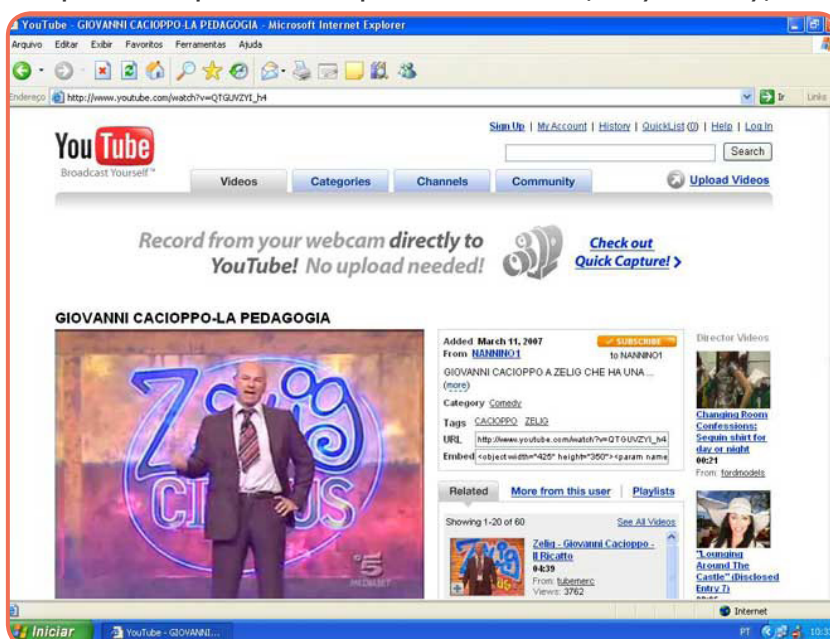 YouTube - GIOVANNI CACIOPPO-LA PEDAGOGIA - Microsoft Internet Explorer
Arquivo Editar Exibir Favoritos Ferramentas Ajuda
Endereço http://www.youtube.com/watch?v=QTGUVZYI_h4 Ir Links
Sign Up | My Account | History | QuickList (0) | Help | Log In
YouTube
Search
Broadcast Yourself™
Videos Categories Channels Community Upload Videos
Record from your webcam directly to
YouTube! No upload needed!
Check out
Quick Capture! >
GIOVANNI CACIOPPO-LA PEDAGOGIA
Zelig
CIRCUS
5
MEDIASET
Added March 11, 2007 SUBSCRIBE
From NANNINO1 to NANNINO1
GIOVANNI CACIOPPO A ZELIG CHE HA UNA ...
(more)
Category Comedy
Tags CACIOPPO ZELIG
URL http://www.youtube.com/watch?v=QTGUVZYI_h4
Embed <object width="425" height="350"><param name
Related More from this user Playlists
Showing 1-20 of 60 See All Videos
Zelig - Giovanni Cacioppo -
Il Ricatto
04:39
From: tubemerc
Views: 3762
Director Videos
Changing Room
Confessions:
Sequin shirt for
day or night
00:21
From: fordmodels
"Lounging
Around The
Castle" (Disclosed
Entry 7)
Internet
Iniciar YouTube - GIOVANNI... PT